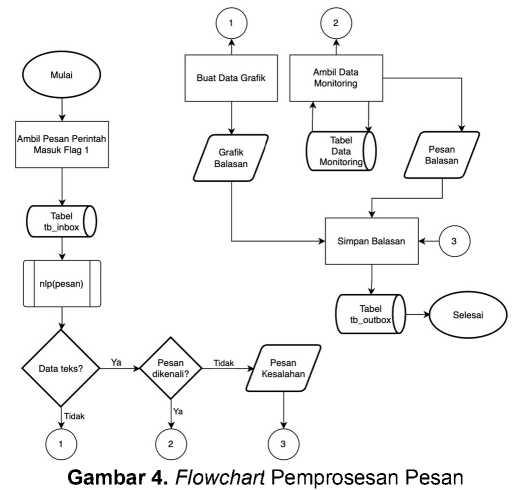 Mulai
Ambil Pesan Perintah
Masuk Flag 1
Tabel
tb_inbox
nlp(pesan)
Data teks?
Ya
Tidak
1
Pesan
dikenali?
Tidak
Ya
2
Pesan
Kesalahan
3
1
Buat Data Grafik
Grafik
Balasan
2
Ambil Data
Monitoring
Tabel
Data
Monitoring
Pesan
Balasan
Simpan Balasan
3
Tabel
tb_outbox
Selesai
Gambar 4. Flowchart Pemprosesan Pesan